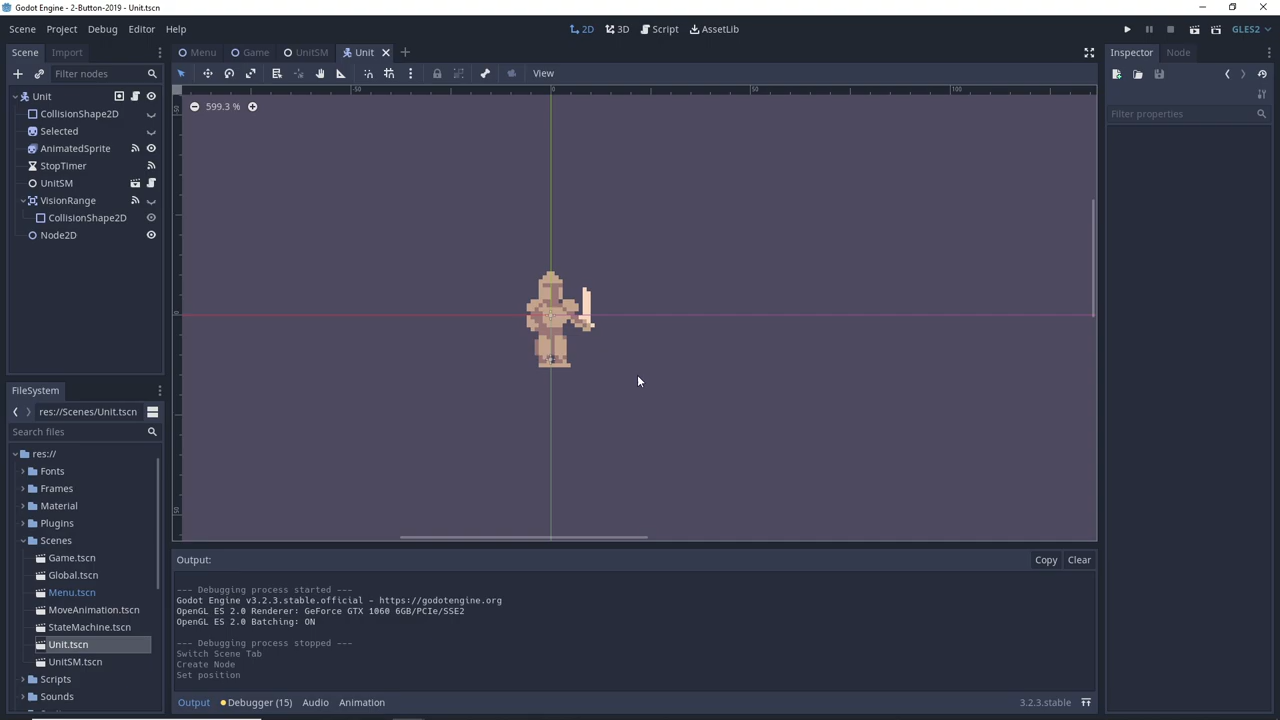 Godot Engine - 2-Button-2019 - Unit.tscn
Scene Project Debug Editor Help
2D 3D Script AssetLib
GLES2
Scene Import
Menu Game UnitSM Unit
Inspector Node
Filter nodes
View
Unit
CollisionShape2D
Selected
AnimatedSprite
StopTimer
UnitSM
VisionRange
CollisionShape2D
Node2D
-50 0 50 100
599.3 %
0
Filter properties
FileSystem
res://Scenes/Unit.tscn
Search files
res://
Fonts
Frames
Material
Plugins
Scenes
Game.tscn
Global.tscn
Menu.tscn
MoveAnimation.tscn
StateMachine.tscn
Unit.tscn
UnitSM.tscn
Scripts
Sounds
Output:
Copy Clear
--- Debugging process started ---
Godot Engine v3.2.3.stable.official - https://godotengine.org
OpenGL ES 2.0 Renderer: GeForce GTX 1060 6GB/PCIe/SSE2
OpenGL ES 2.0 Batching: ON
--- Debugging process stopped ---
Switch Scene Tab
Create Node
Set position
Output Debugger (15) Audio Animation
3.2.3.stable